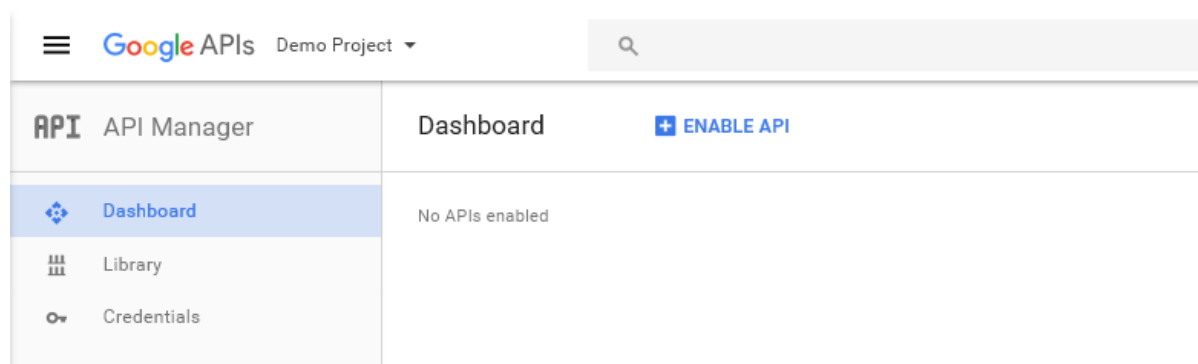 Google APIs Demo Project
API API Manager
Dashboard ENABLE API
Dashboard
No APIs enabled
Library
Credentials